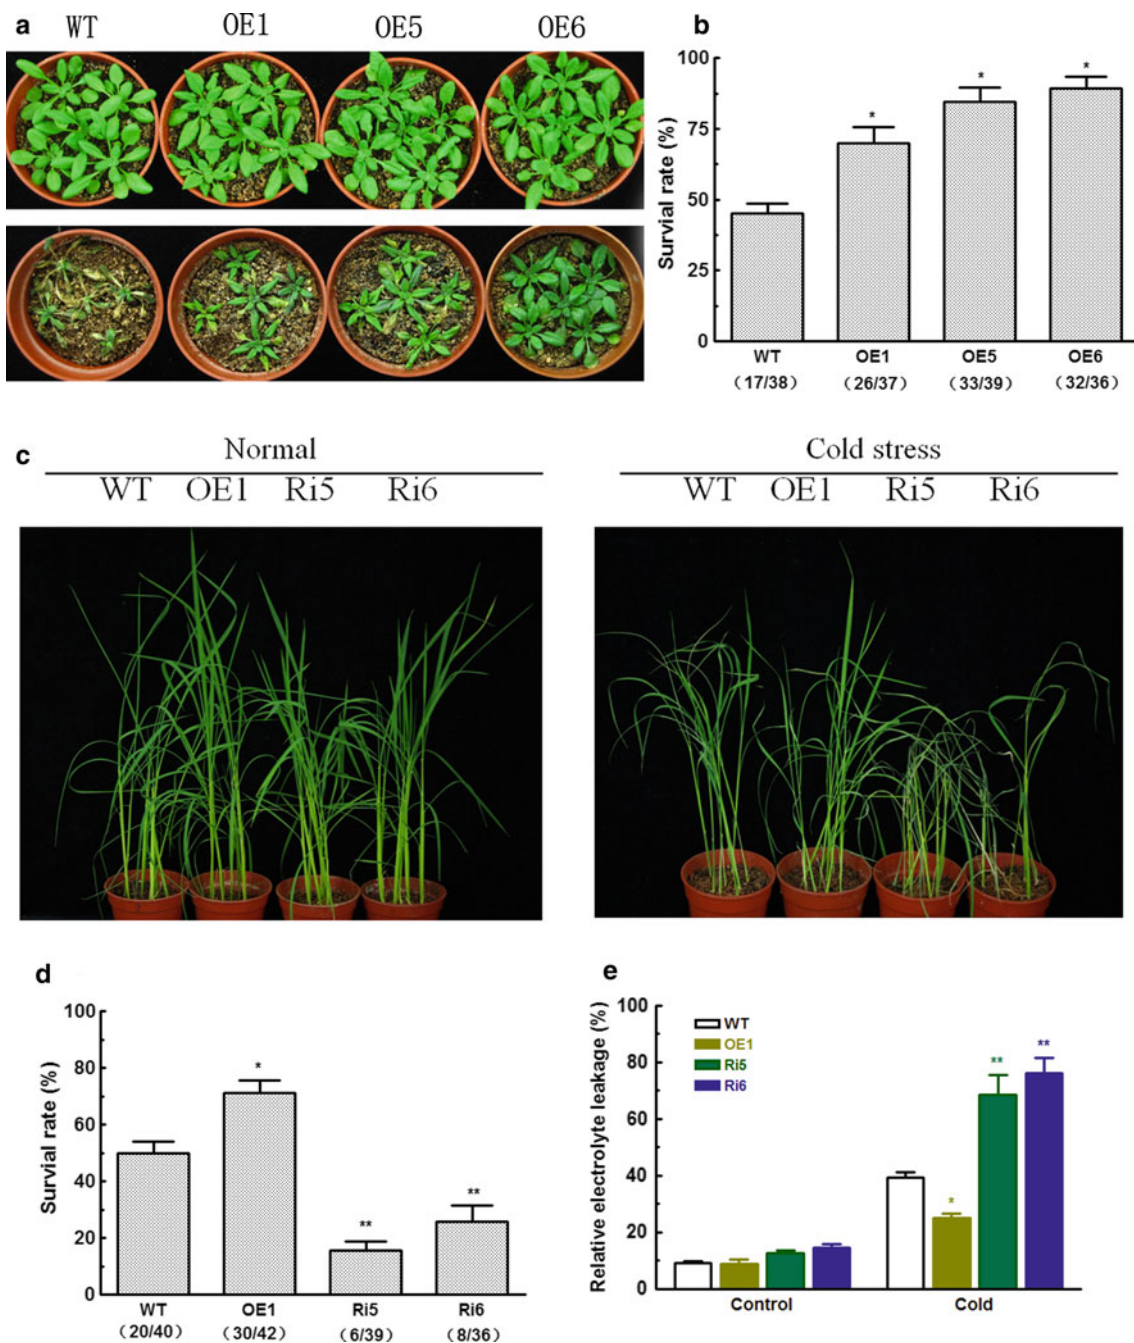 a
WT OE1 OE5 OE6
b
Survial rate (%)
100
75
50
25
0
* * *
WT OE1 OE5 OE6
(17/38) (26/37) (33/39) (32/36)
c
Normal
WT OE1 Ri5 Ri6
Cold stress
WT OE1 Ri5 Ri6
d
Survial rate (%)
100
80
60
40
20
0
* ** **
WT OE1 Ri5 Ri6
(20/40) (30/42) (6/39) (8/36)
e
Relative electrolyte leakage (%)
100
80
60
40
20
0
WT
OE1
Ri5
Ri6
* ** **
Control Cold